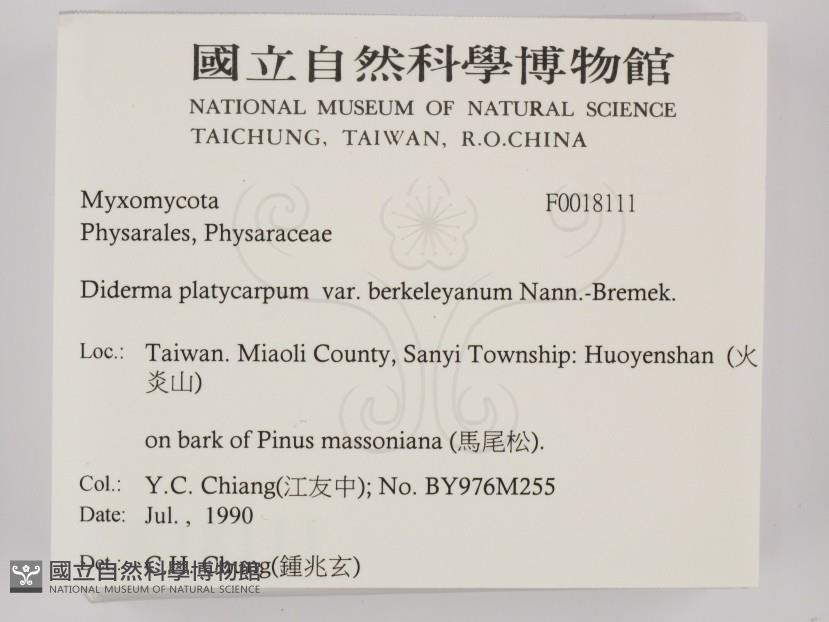 國立自然科學博物館
NATIONAL MUSEUM OF NATURAL SCIENCE
TAICHUNG, TAIWAN, R.O.CHINA
Myxomycota F0018111
Physarales, Physaraceae
Diderma platycarpum var. berkeleyanum Nann.-Bremek.
Loc.: Taiwan. Miaoli County, Sanyi Township: Huoyenshan (火
炎山)
on bark of Pinus massoniana (馬尾松).
Col.: Y.C. Chiang(江友中); No. BY976M255
Date: Jul. , 1990
Det.: (鍾兆玄)
國立自然科學博物館
NATIONAL MUSEUM OF NATURAL SCIENCE